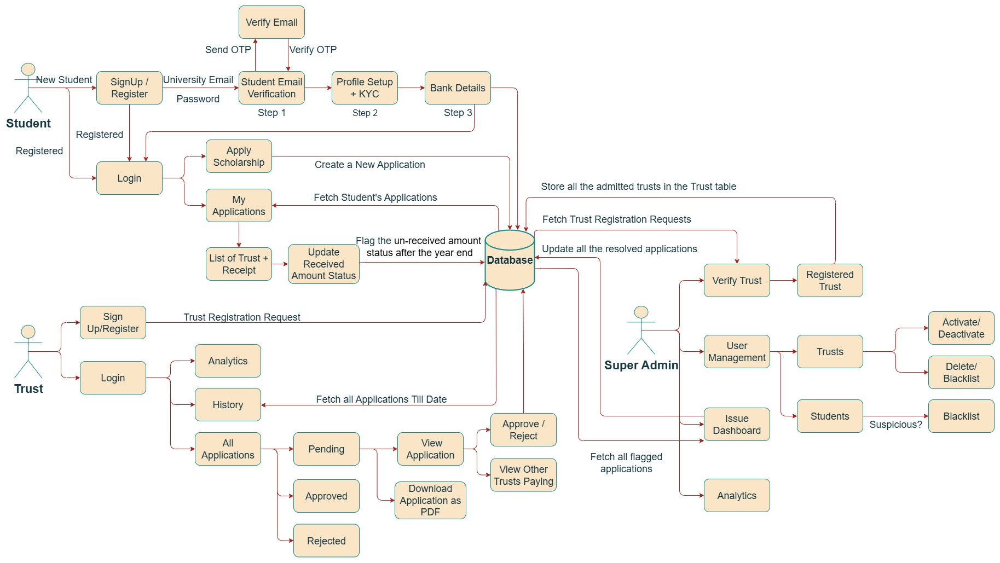 Verify Email
Send OTP
Verify OTP
New Student
SignUp /
Register
University Email
Password
Student Email
Verification
Profile Setup
+ KYC
Bank Details
Step 1
Step 2
Step 3
Student
Registered
Registered
Login
Apply
Scholarship
Create a New Application
My
Applications
Fetch Student's Applications
List of Trust +
Receipt
Update
Received
Amount Status
Flag the un-received amount
status after the year end
Database
Store all the admitted trusts in the Trust table
Fetch Trust Registration Requests
Update all the resolved applications
Verify Trust
Registered
Trust
Sign
Up/Register
Trust Registration Request
Trust
Login
Analytics
History
Fetch all Applications Till Date
All
Applications
Pending
Approved
Rejected
View
Application
Download
Application as
PDF
Approve /
Reject
View Other
Trusts Paying
Super Admin
User
Management
Trusts
Activate/
Deactivate
Delete/
Blacklist
Students
Suspicious?
Blacklist
Issue
Dashboard
Fetch all flagged
applications
Analytics